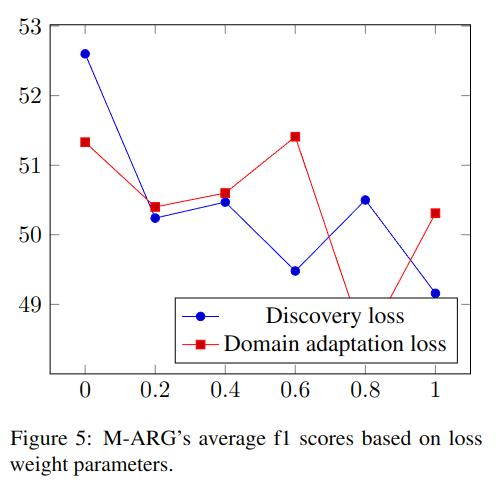 53
52
51
50
49
Discovery loss
Domain adaptation loss
0 0.2 0.4 0.6 0.8 1
Figure 5: M-ARG's average f1 scores based on loss
weight parameters.